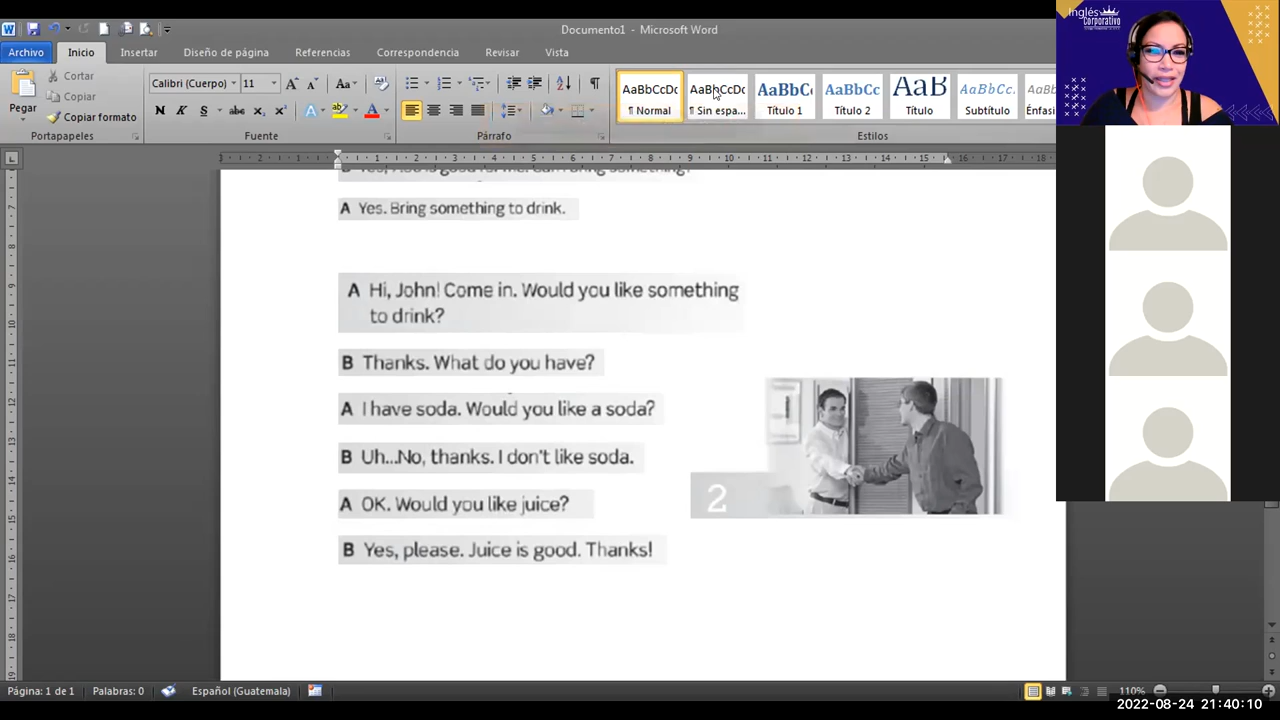 Documento1 - Microsoft Word
Archivo Inicio Insertar Diseño de página Referencias Correspondencia Revisar Vista
Pegar
Cortar
Copiar
Copiar formato
Portapapeles
Calibri (Cuerpo) 11
Fuente
Párrafo
AaBbCcDc AaBbCcDc AaBbC AaBbCc AaB AaBbCc.
¶ Normal ¶ Sin espa... Título 1 Título 2 Título Subtítulo Énfasi
Estilos
A Yes. Bring something to drink.
A Hi, John! Come in. Would you like something
to drink?
B Thanks. What do you have?
A I have soda. Would you like a soda?
B Uh...No, thanks. I don't like soda.
A OK. Would you like juice?
B Yes, please. Juice is good. Thanks!
2
Página: 1 de 1 Palabras: 0 Español (Guatemala) 110%
Inglés
Corporativo
2022-08-24 21:40:10